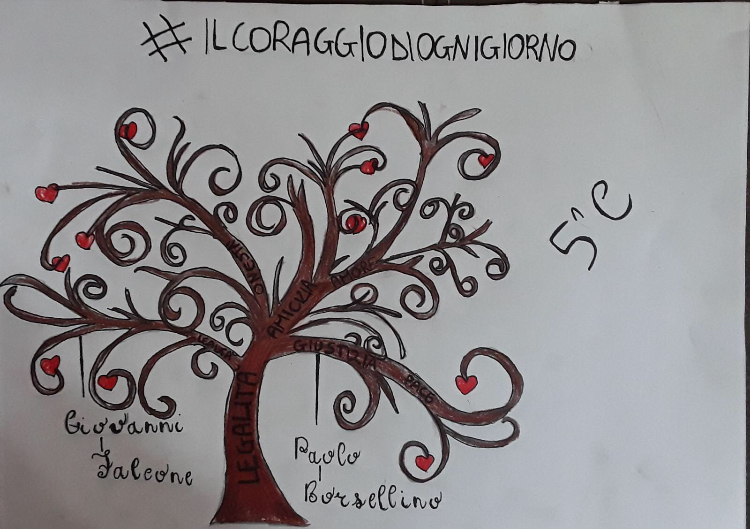 #ILCORAGGIODIOGNIGIORNO
5^C
AMICIZIA
AMORE
GIUSTIZIA
PACE
LEGALITÀ
Giovanni
Falcone
Paolo
Borsellino